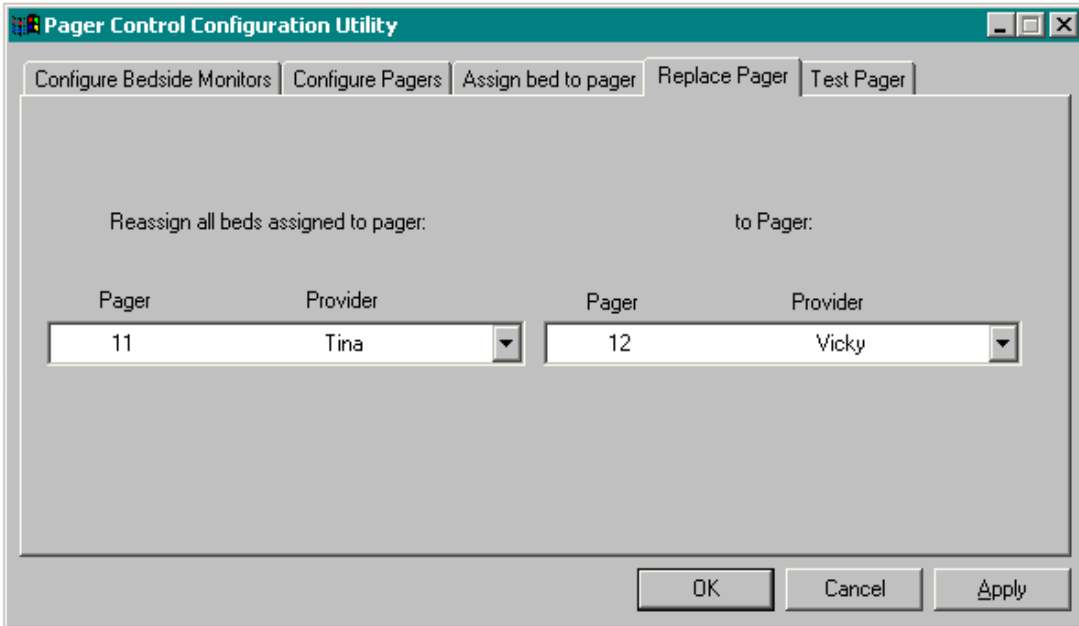 Pager Control Configuration Utility
Configure Bedside Monitors Configure Pagers Assign bed to pager Replace Pager Test Pager
Reassign all beds assigned to pager: to Pager:
Pager Provider Pager Provider
11 Tina 12 Vicky
OK Cancel Apply